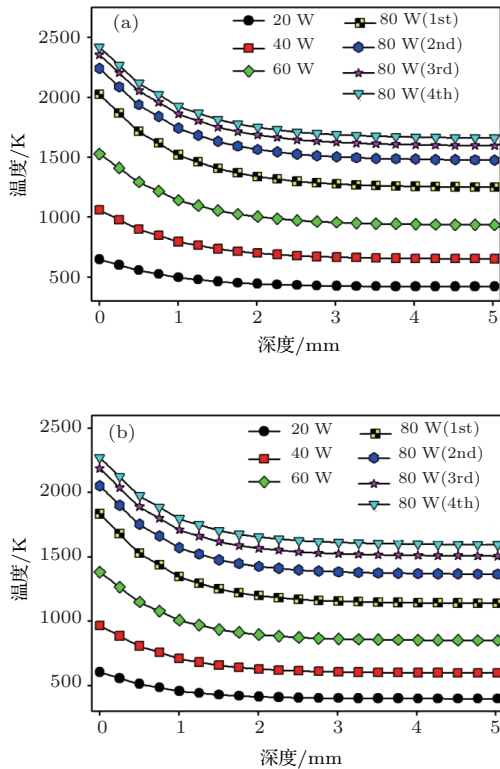 (a)
20 W
40 W
60 W
80 W(1st)
80 W(2nd)
80 W(3rd)
80 W(4th)
温度/K
2500
2000
1500
1000
500
0 1 2 3 4 5
深度/mm
(b)
20 W
40 W
60 W
80 W(1st)
80 W(2nd)
80 W(3rd)
80 W(4th)
温度/K
2500
2000
1500
1000
500
0 1 2 3 4 5
深度/mm